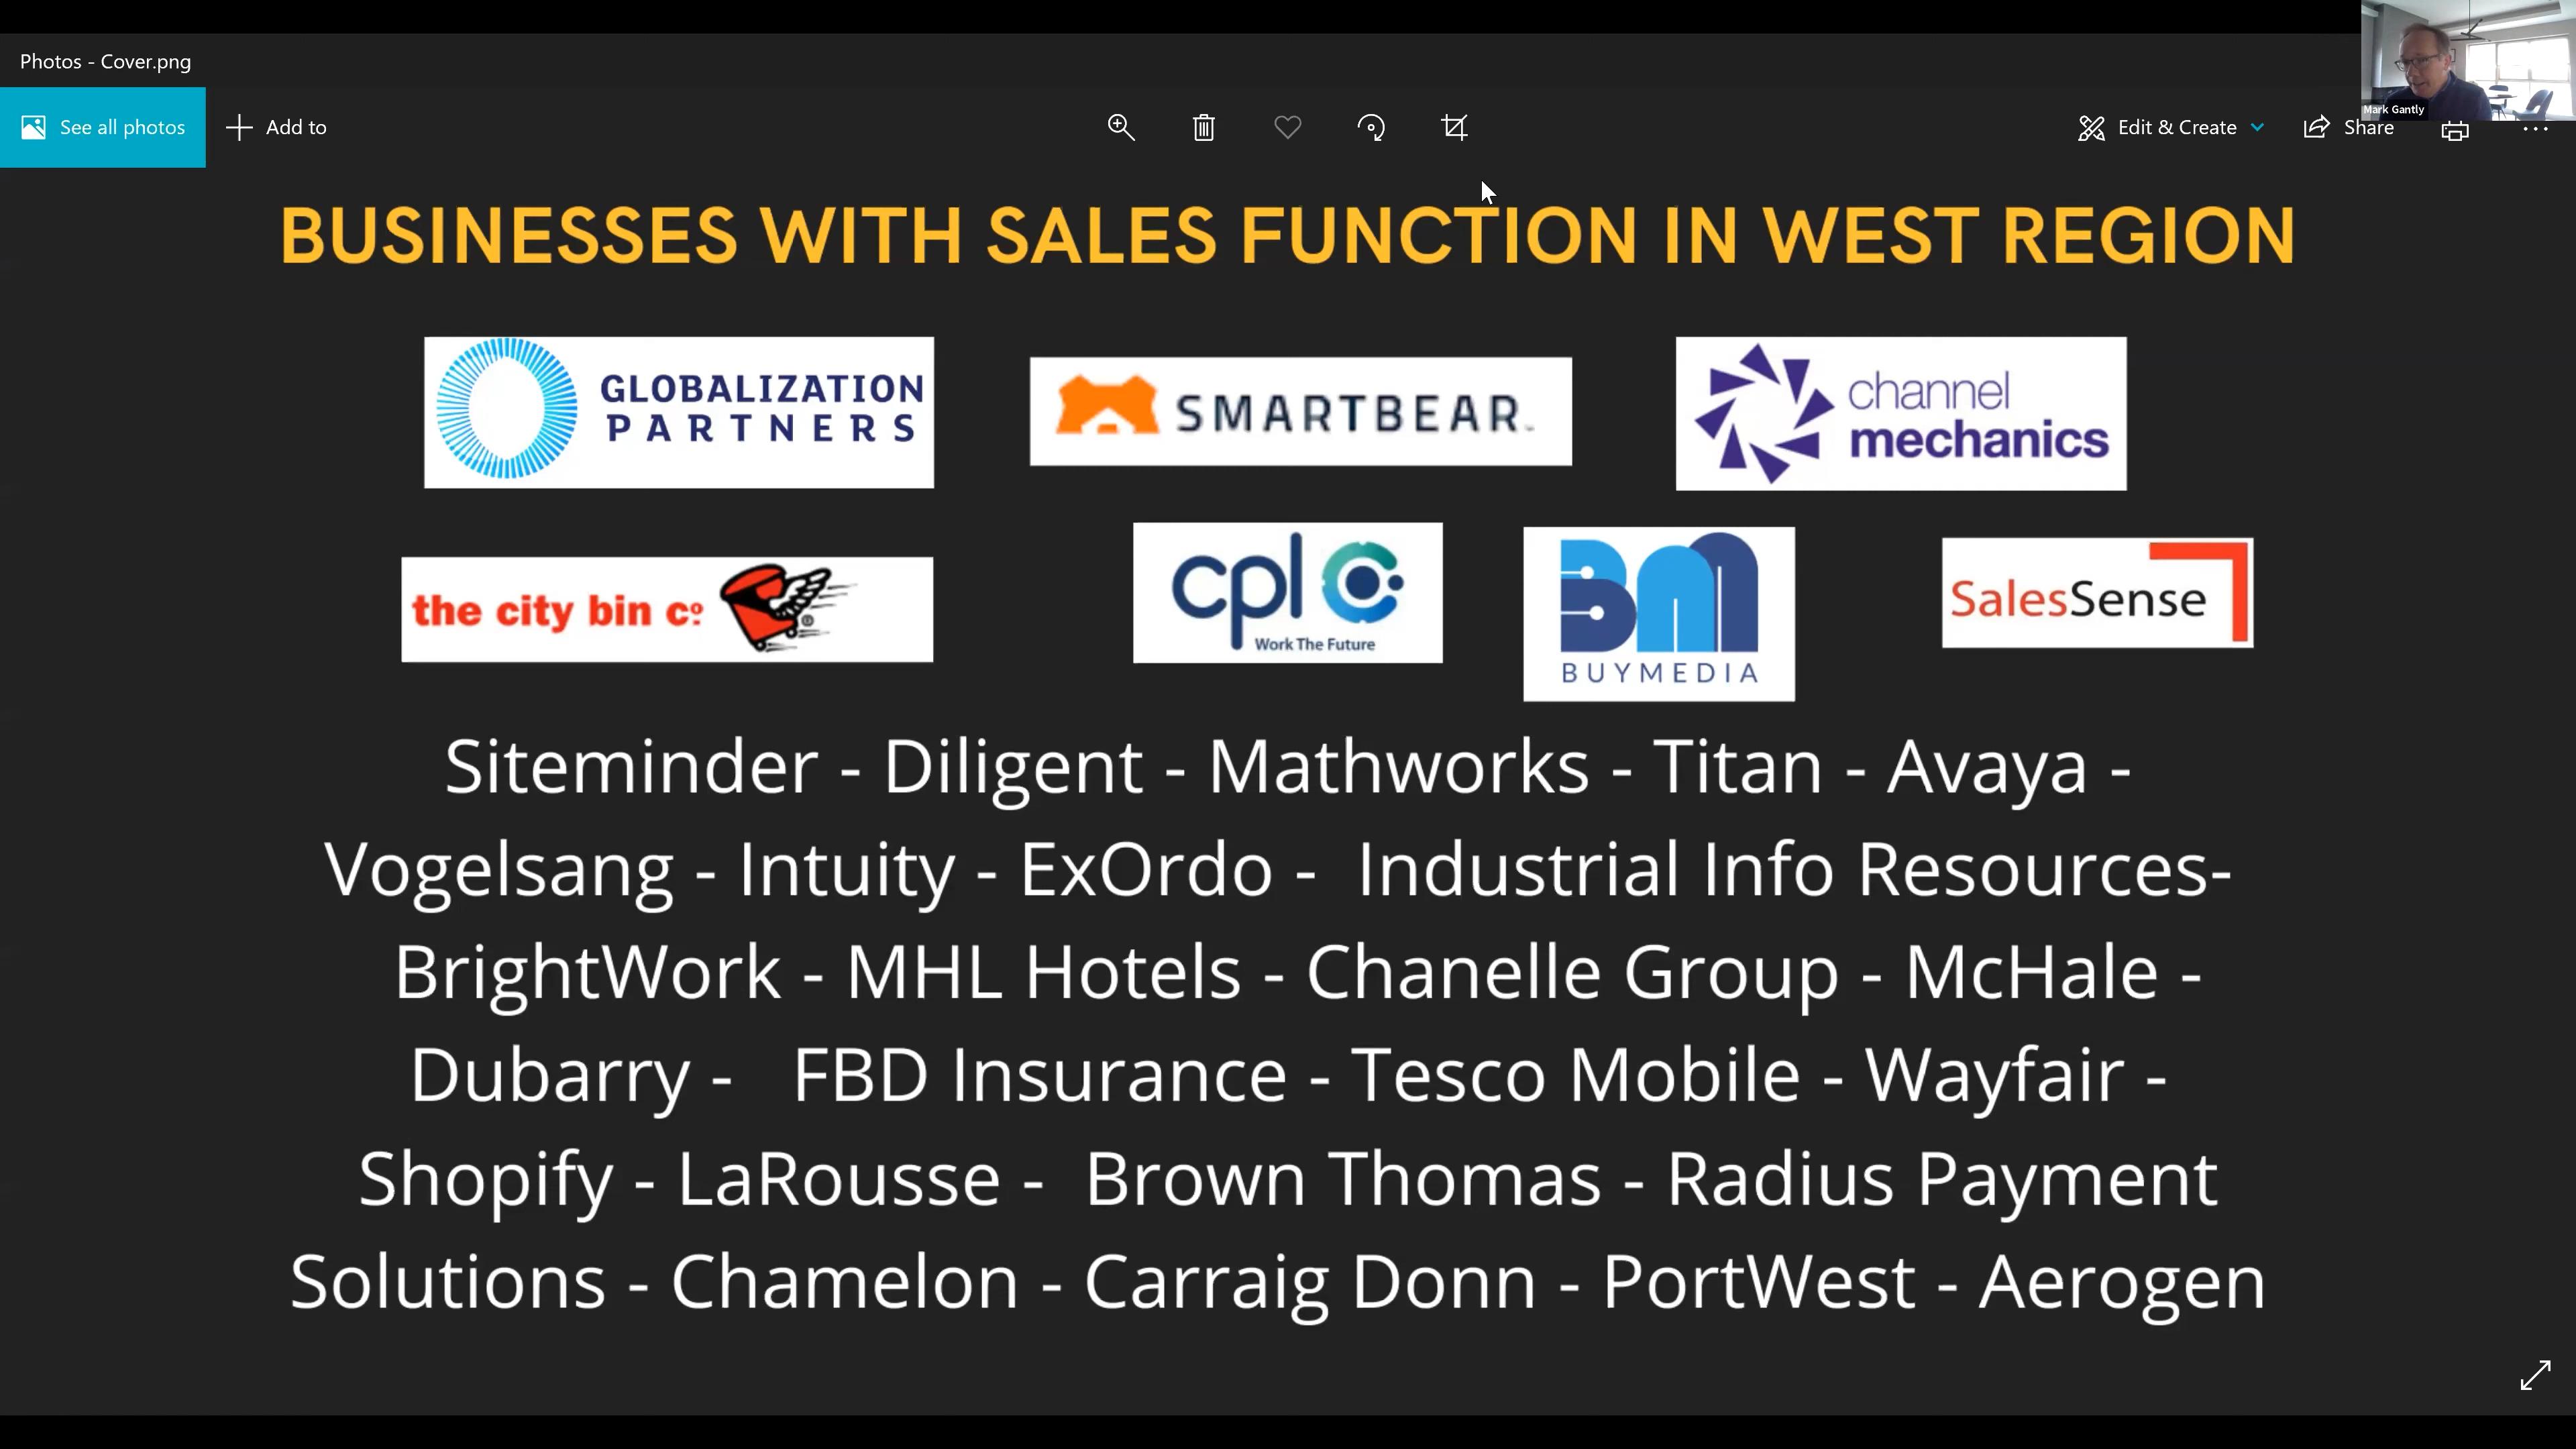 Photos - Cover.png
Mark Gantly
See all photos
Add to
Edit & Create
Share
BUSINESSES WITH SALES FUNCTION IN WEST REGION
GLOBALIZATION
PARTNERS
SMARTBEAR
channel
mechanics
the city bin co
cpl
Work The Future
BM
BUYMEDIA
SalesSense
Siteminder - Diligent - Mathworks - Titan - Avaya -
Vogelsang - Intuity - ExOrdo - Industrial Info Resources-
BrightWork - MHL Hotels - Chanelle Group - McHale -
Dubarry - FBD Insurance - Tesco Mobile - Wayfair -
Shopify - LaRousse - Brown Thomas - Radius Payment
Solutions - Chamelon - Carraig Donn - PortWest - Aerogen